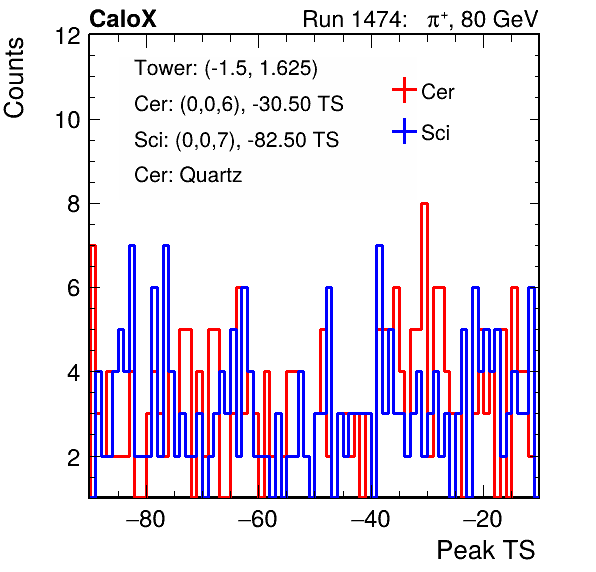 CaloX Run 1474: π⁺, 80 GeV
Counts
12
10
8
6
4
2
Tower: (-1.5, 1.625)
Cer: (0,0,6), -30.50 TS
Sci: (0,0,7), -82.50 TS
Cer: Quartz
Cer
Sci
−80 −60 −40 −20
Peak TS